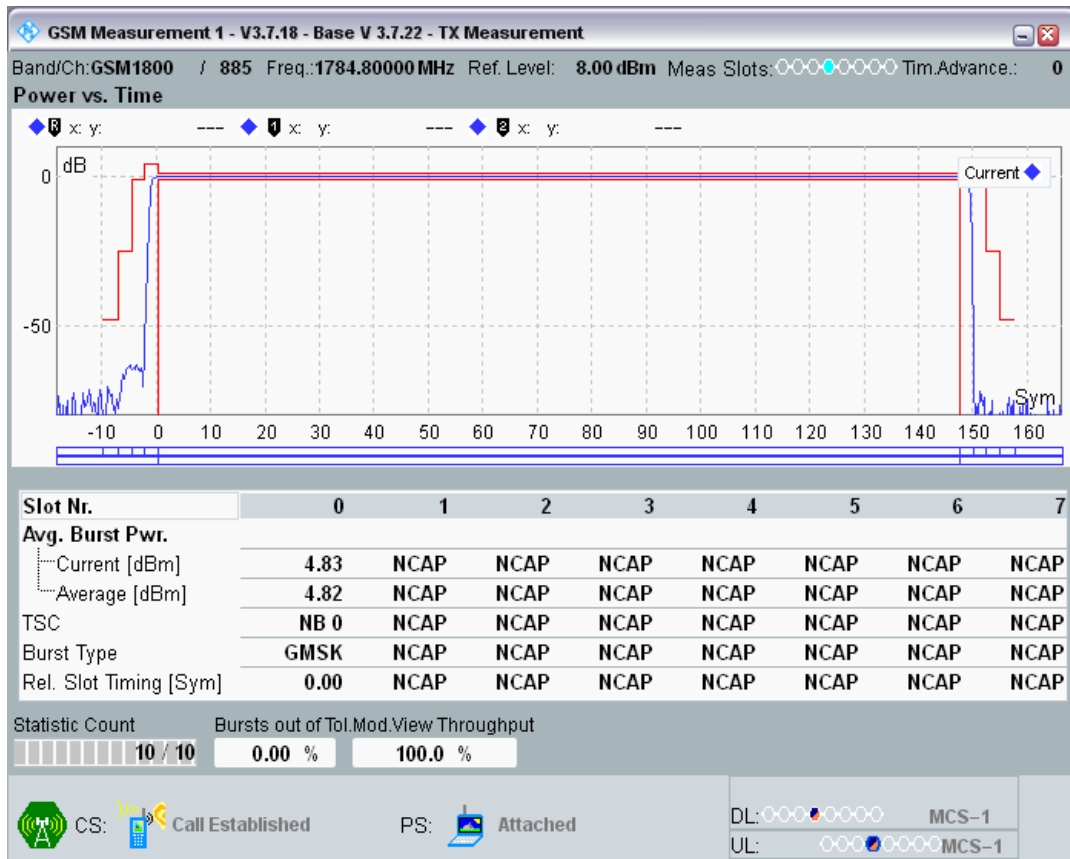 GSM Measurement 1 - V3.7.18 - Base V 3.7.22 - TX Measurement
Band/Ch:GSM1800 / 885 Freq.:1784.80000 MHz Ref. Level: 8.00 dBm Meas Slots: Tim.Advance.: 0
Power vs. Time
R x: y: --- 1 x: y: --- 2 x: y: ---
dB
Current
0
-50
Sym
-10 0 10 20 30 40 50 60 70 80 90 100 110 120 130 140 150 160
Slot Nr. 0 1 2 3 4 5 6 7
Avg. Burst Pwr.
Current [dBm] 4.83 NCAP NCAP NCAP NCAP NCAP NCAP NCAP
Average [dBm] 4.82 NCAP NCAP NCAP NCAP NCAP NCAP NCAP
TSC NB 0 NCAP NCAP NCAP NCAP NCAP NCAP NCAP
Burst Type GMSK NCAP NCAP NCAP NCAP NCAP NCAP NCAP
Rel. Slot Timing [Sym] 0.00 NCAP NCAP NCAP NCAP NCAP NCAP NCAP
Statistic Count Bursts out of Tol.Mod.View Throughput
10 / 10 0.00 % 100.0 %
CS: Call Established PS: Attached DL: MCS-1
UL: MCS-1